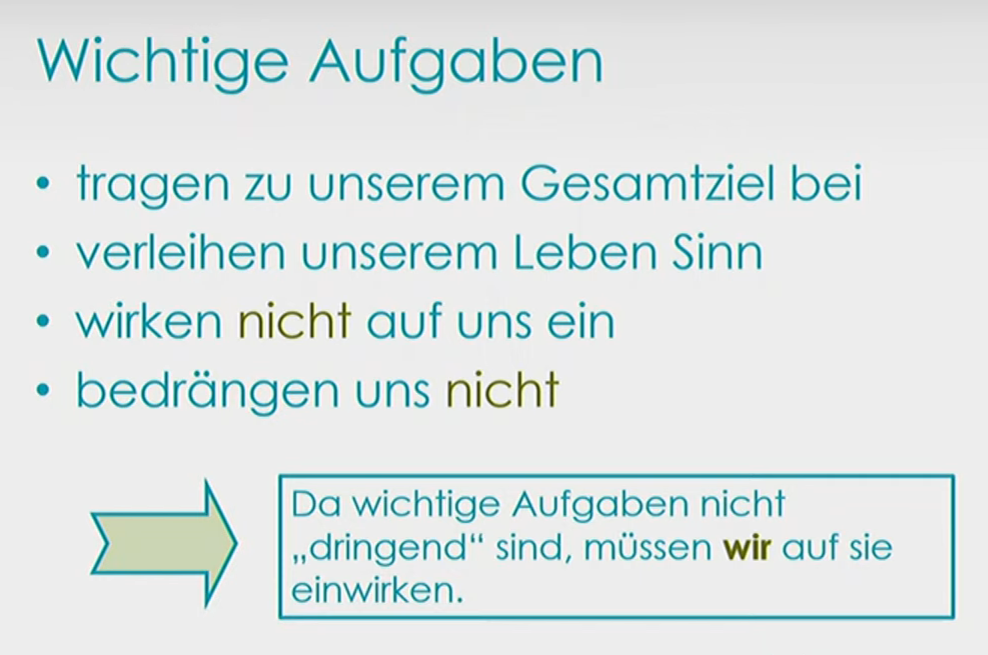 Wichtige Aufgaben
• tragen zu unserem Gesamtziel bei
• verleihen unserem Leben Sinn
• wirken nicht auf uns ein
• bedrängen uns nicht
Da wichtige Aufgaben nicht
„dringend“ sind, müssen wir auf sie
einwirken.